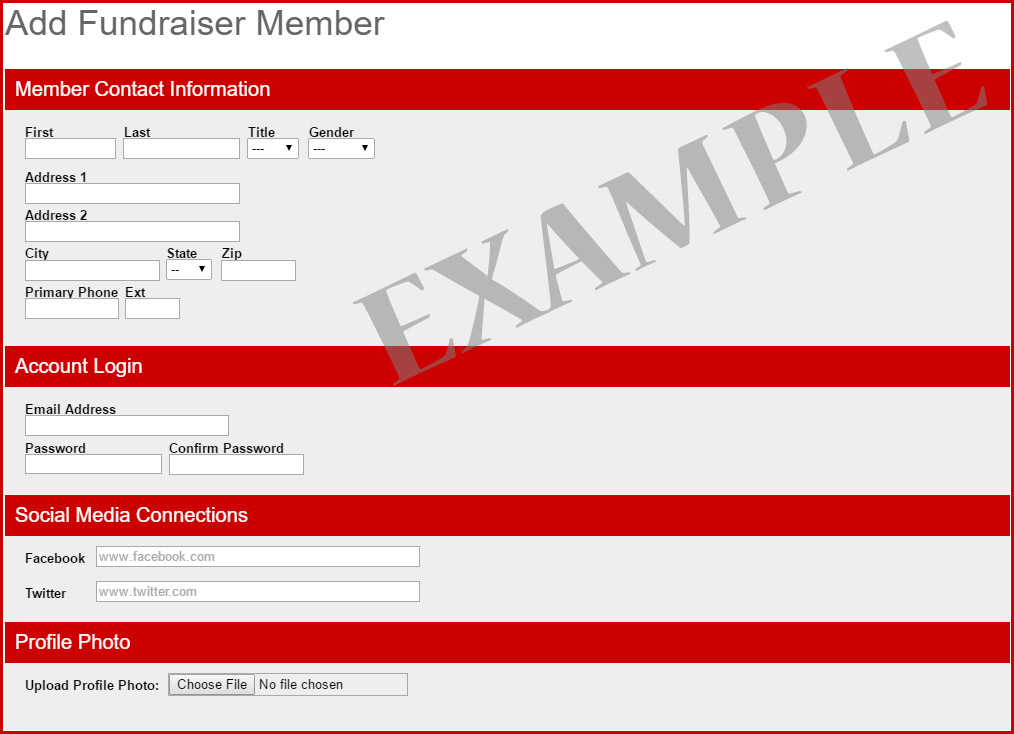 Add Fundraiser Member
EXAMPLE
Member Contact Information
First Last Title Gender
--- ---
Address 1
Address 2
City State Zip
--
Primary Phone Ext
Account Login
Email Address
Password Confirm Password
Social Media Connections
Facebook www.facebook.com
Twitter www.twitter.com
Profile Photo
Upload Profile Photo: Choose File No file chosen